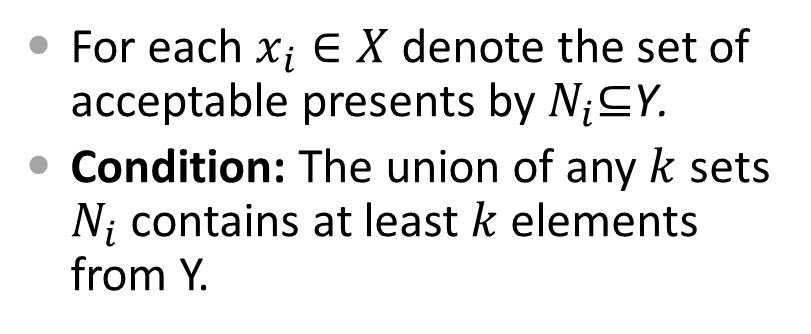 • For each 𝑥ᵢ ∈ 𝑋 denote the set of
acceptable presents by 𝑁ᵢ⊆𝑌.
• Condition: The union of any 𝑘 sets
𝑁ᵢ contains at least 𝑘 elements
from Y.